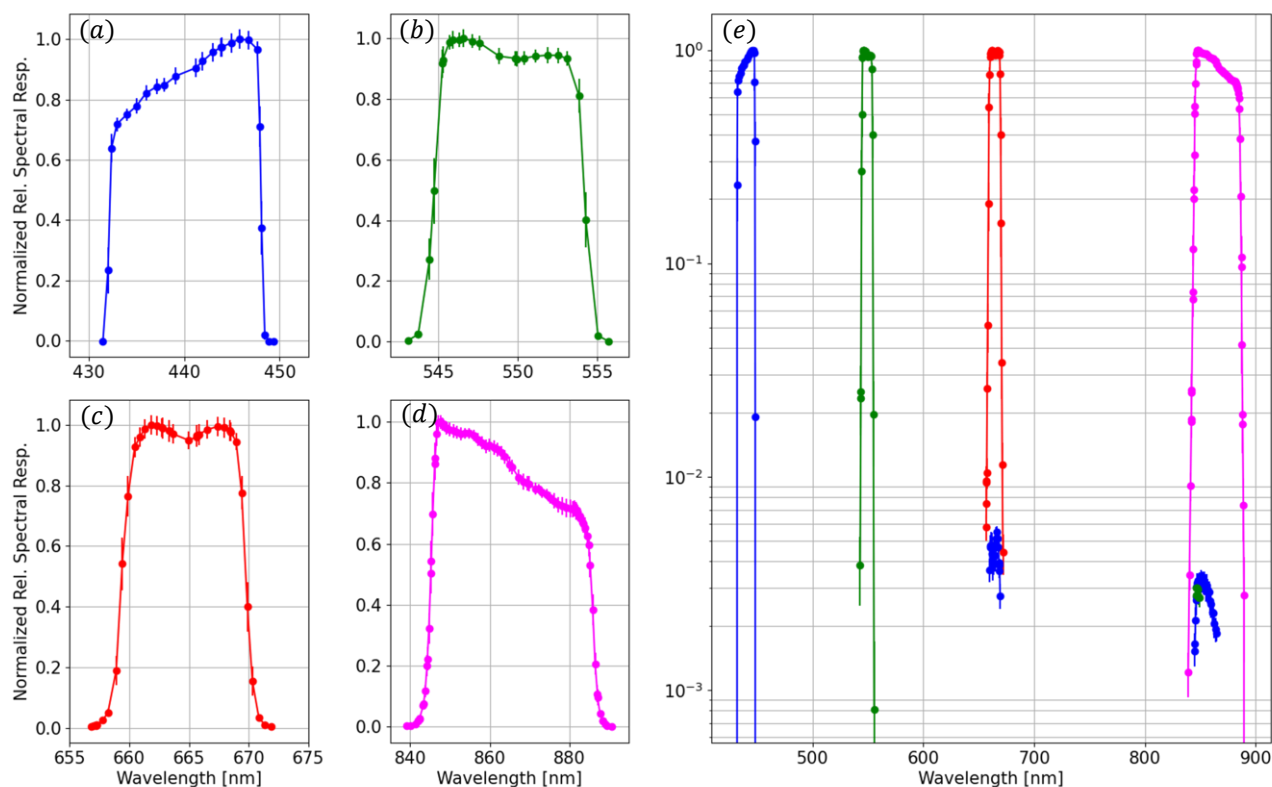 (a)
Normalized Rel. Spectral Resp.
1.0
0.8
0.6
0.4
0.2
0.0
430 440 450
(b)
1.0
0.8
0.6
0.4
0.2
0.0
545 550 555
(c)
Normalized Rel. Spectral Resp.
1.0
0.8
0.6
0.4
0.2
0.0
655 660 665 670 675
Wavelength [nm]
(d)
1.0
0.8
0.6
0.4
0.2
0.0
840 860 880
Wavelength [nm]
(e)
10⁰
10⁻¹
10⁻²
10⁻³
500 600 700 800 900
Wavelength [nm]